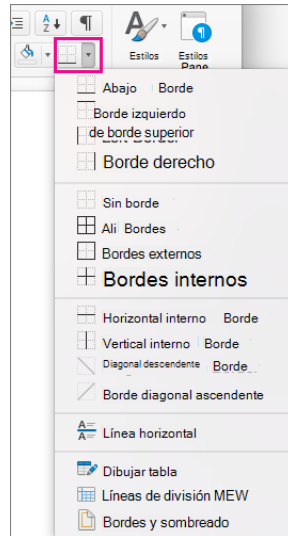 Estilos Estilos
Pane
Abajo Borde
Borde izquierdo
de borde superior
Borde derecho
Sin borde
Ali Bordes
Bordes externos
Bordes internos
Horizontal interno Borde
Vertical interno Borde
Diagonal descendente Borde
Borde diagonal ascendente
Línea horizontal
Dibujar tabla
Líneas de división MEW
Bordes y sombreado